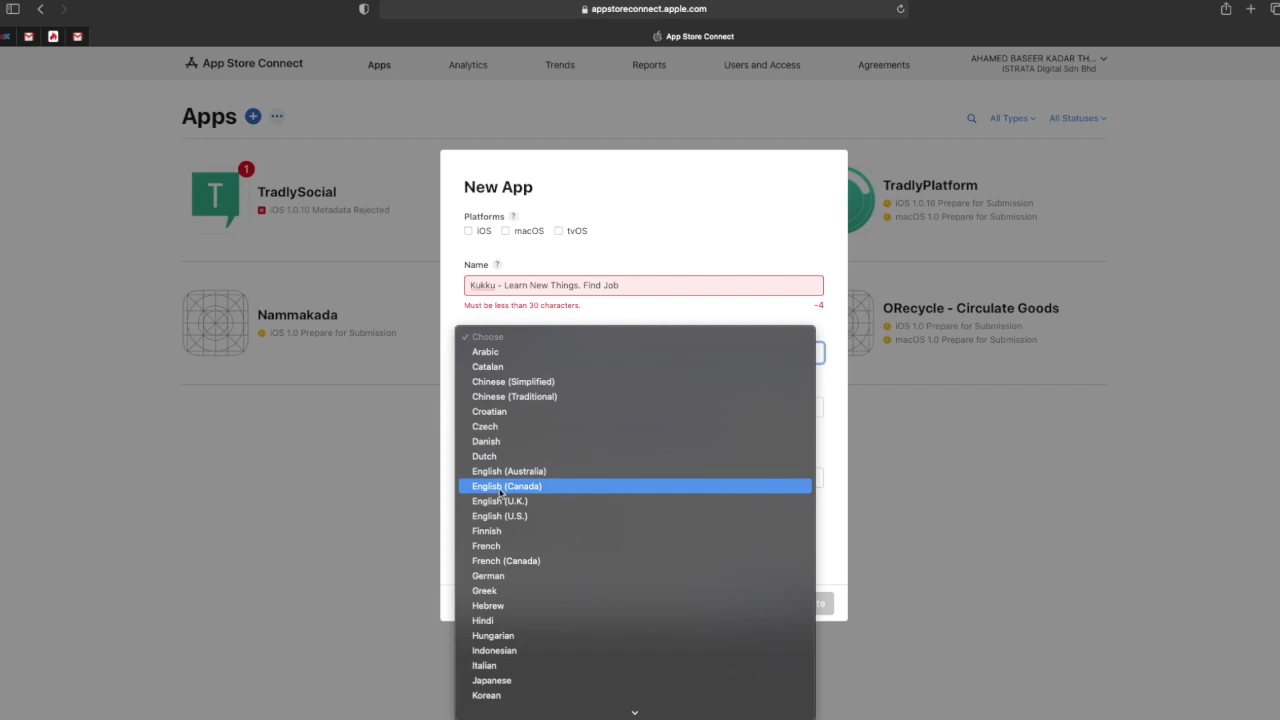 appstoreconnect.apple.com
App Store Connect
App Store Connect
Apps
Analytics
Trends
Reports
Users and Access
Agreements
AHAMED BASEER KADAR TH...
iSTRATA Digital Sdn Bhd
Apps
All Types
All Statuses
1
T
TradlySocial
iOS 1.0.10 Metadata Rejected
TradlyPlatform
iOS 1.0.16 Prepare for Submission
macOS 1.0 Prepare for Submission
Nammakada
iOS 1.0 Prepare for Submission
ORecycle - Circulate Goods
iOS 1.0 Prepare for Submission
macOS 1.0 Prepare for Submission
New App
Platforms ?
iOS macOS tvOS
Name ?
Kukku - Learn New Things. Find Job
Must be less than 30 characters. -4
Choose
Arabic
Catalan
Chinese (Simplified)
Chinese (Traditional)
Croatian
Czech
Danish
Dutch
English (Australia)
English (Canada)
English (U.K.)
English (U.S.)
Finnish
French
French (Canada)
German
Greek
Hebrew
Hindi
Hungarian
Indonesian
Italian
Japanese
Korean
te